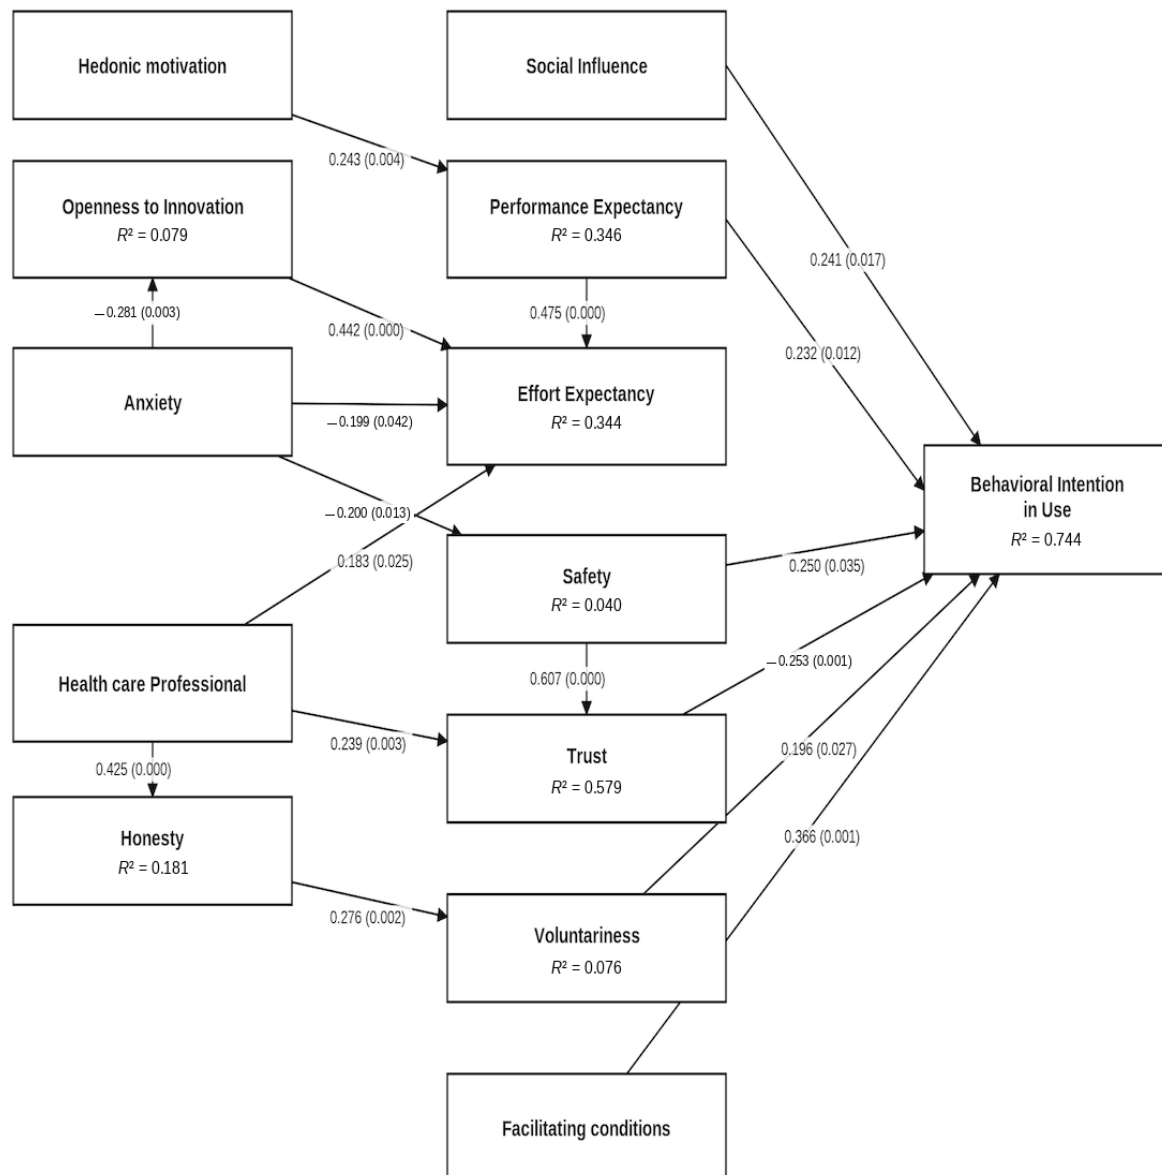 Hedonic motivation
Social Influence
0.243 (0.004)
Openness to Innovation
R² = 0.079
Performance Expectancy
R² = 0.346
0.241 (0.017)
−0.281 (0.003)
0.442 (0.000)
0.475 (0.000)
0.232 (0.012)
Anxiety
−0.199 (0.042)
Effort Expectancy
R² = 0.344
Behavioral Intention
in Use
R² = 0.744
−0.200 (0.013)
0.183 (0.025)
Safety
R² = 0.040
0.250 (0.035)
Health care Professional
0.607 (0.000)
−0.253 (0.001)
0.239 (0.003)
Trust
R² = 0.579
0.196 (0.027)
0.425 (0.000)
Honesty
R² = 0.181
0.366 (0.001)
0.276 (0.002)
Voluntariness
R² = 0.076
Facilitating conditions